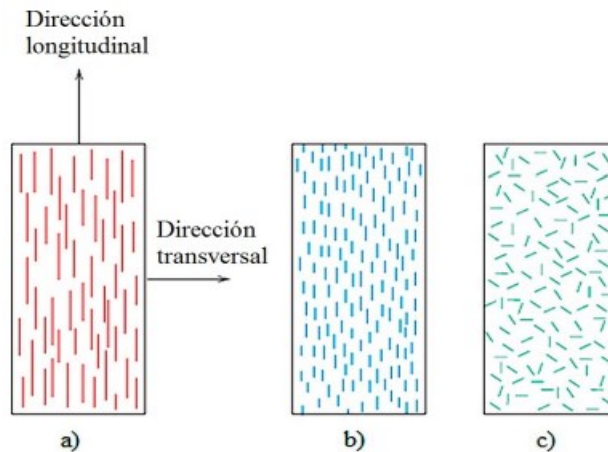 Dirección
longitudinal
Dirección
transversal
a)
b)
c)